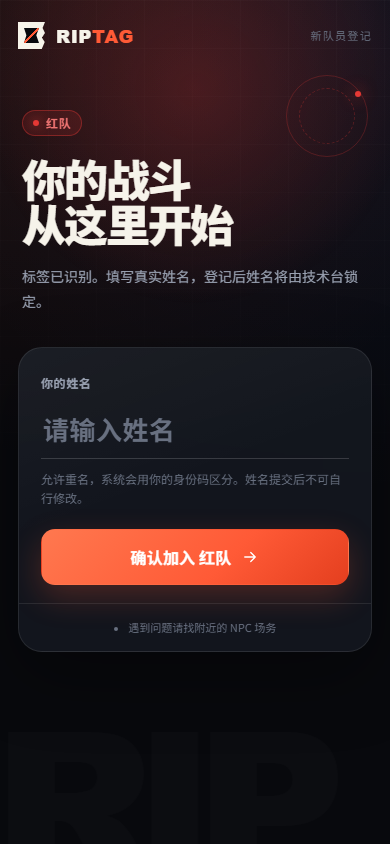 RIPTAG
新队员登记
红队
你的战斗
从这里开始
标签已识别。填写真实姓名，登记后姓名将由技术台锁
定。
你的姓名
请输入姓名
允许重名，系统会用你的身份码区分。姓名提交后不可自
行修改。
确认加入 红队 →
• 遇到问题请找附近的 NPC 场务
RIP